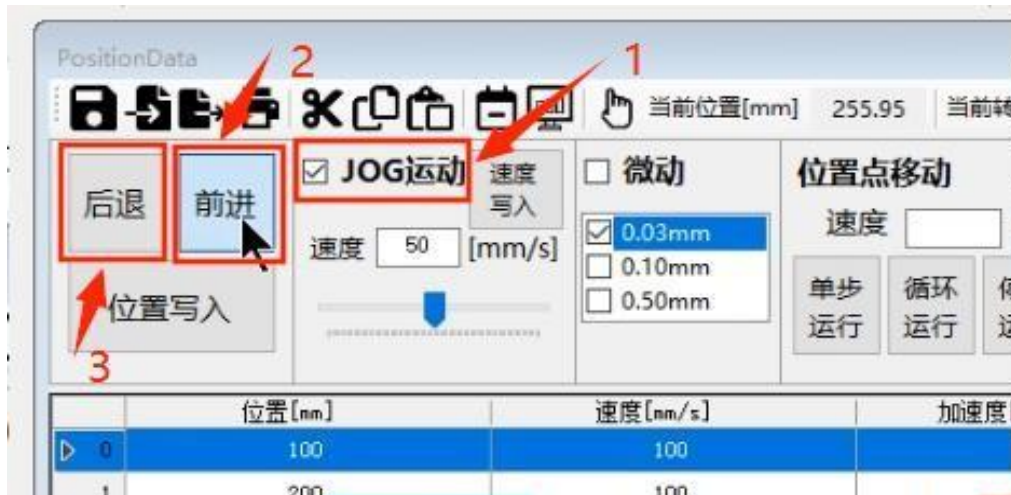 PositionData
2
1
当前位置[mm] 255.95 当前转
后退
前进
JOG运动
速度
写入
微动
位置点移动
速度 50 [mm/s]
0.03mm
0.10mm
0.50mm
速度
位置写入
单步
运行
循环
运行
3
位置[mm] 速度[mm/s] 加速度[
0 100 100
1 200 100